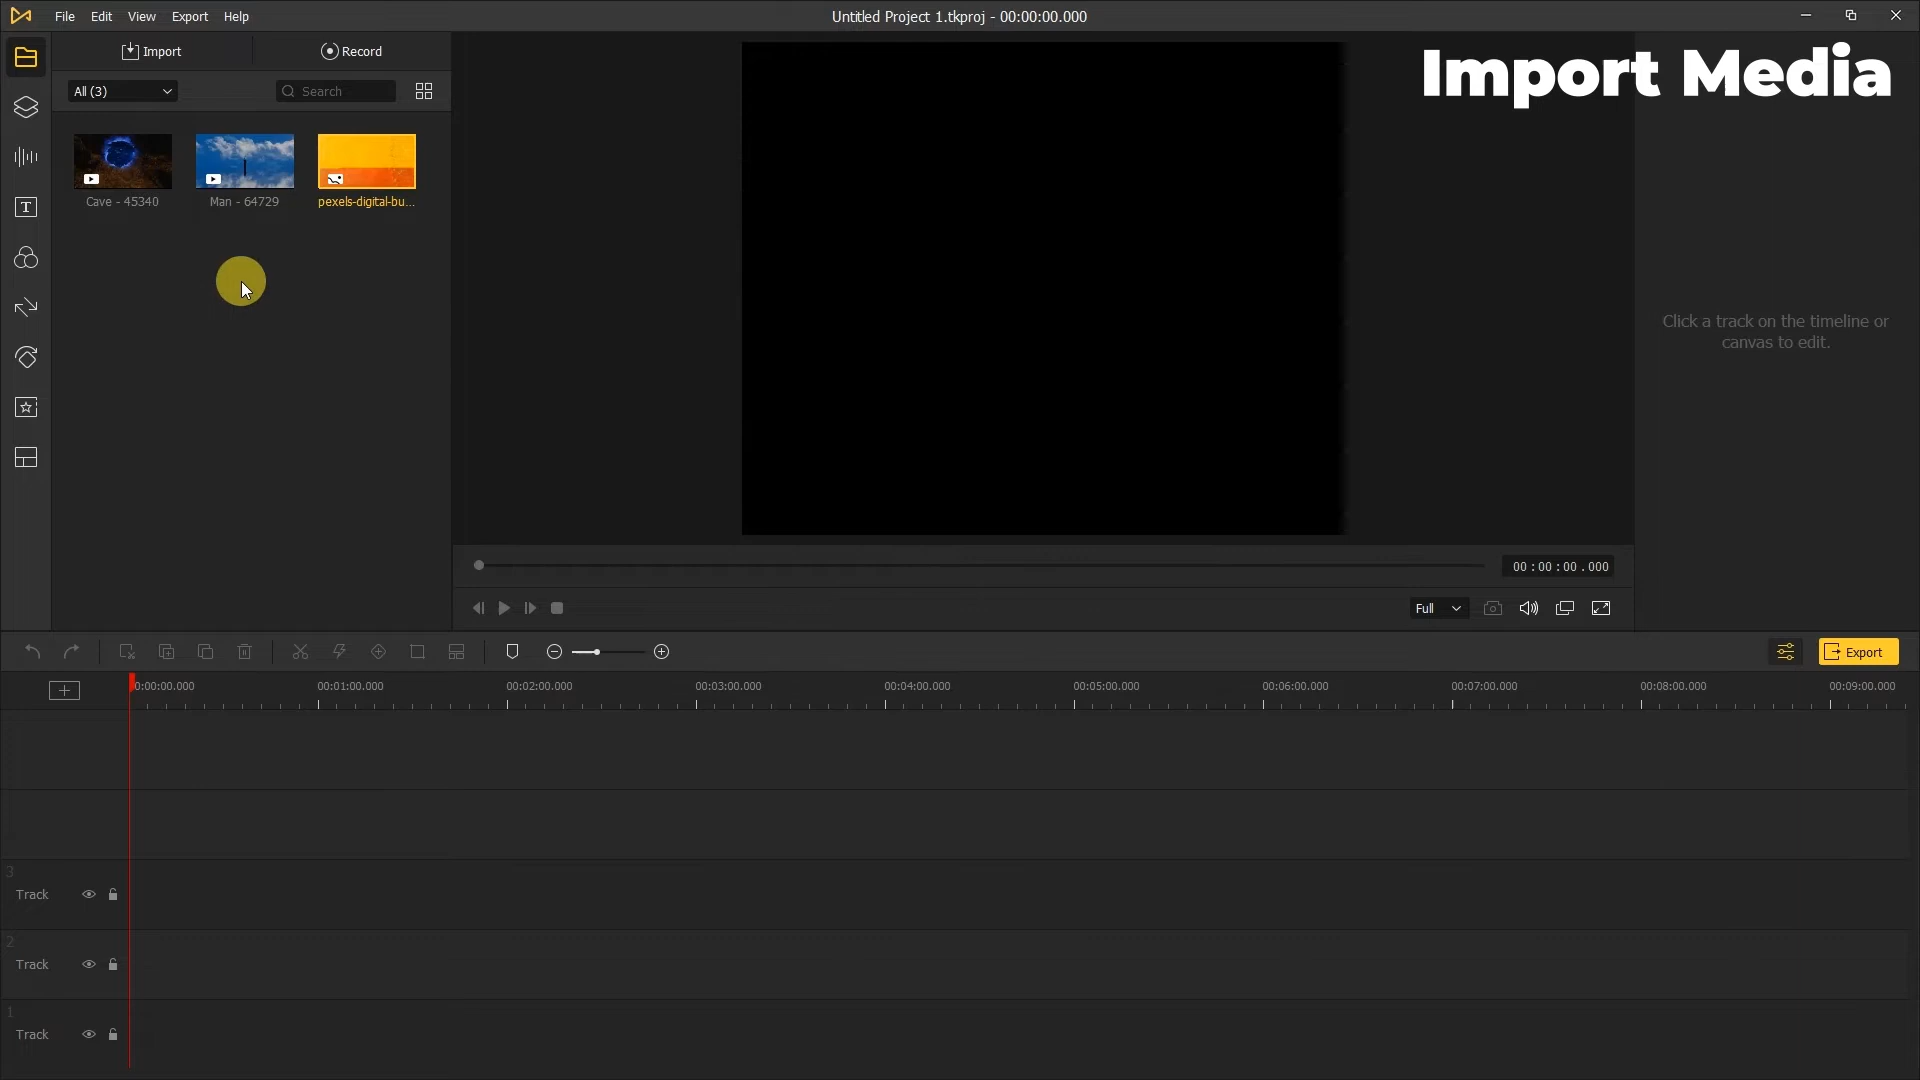 File Edit View Export Help
Untitled Project 1.tkproj - 00:00:00.000
Import Record
Import Media
All (3) Search
Cave - 45340 Man - 64729 pexels-digital-bu...
Click a track on the timeline or
canvas to edit.
00:00:00.000
Full
Export
0:00:00.000 00:01:00.000 00:02:00.000 00:03:00.000 00:04:00.000 00:05:00.000 00:06:00.000 00:07:00.000 00:08:00.000 00:09:00.000
3
Track
2
Track
1
Track